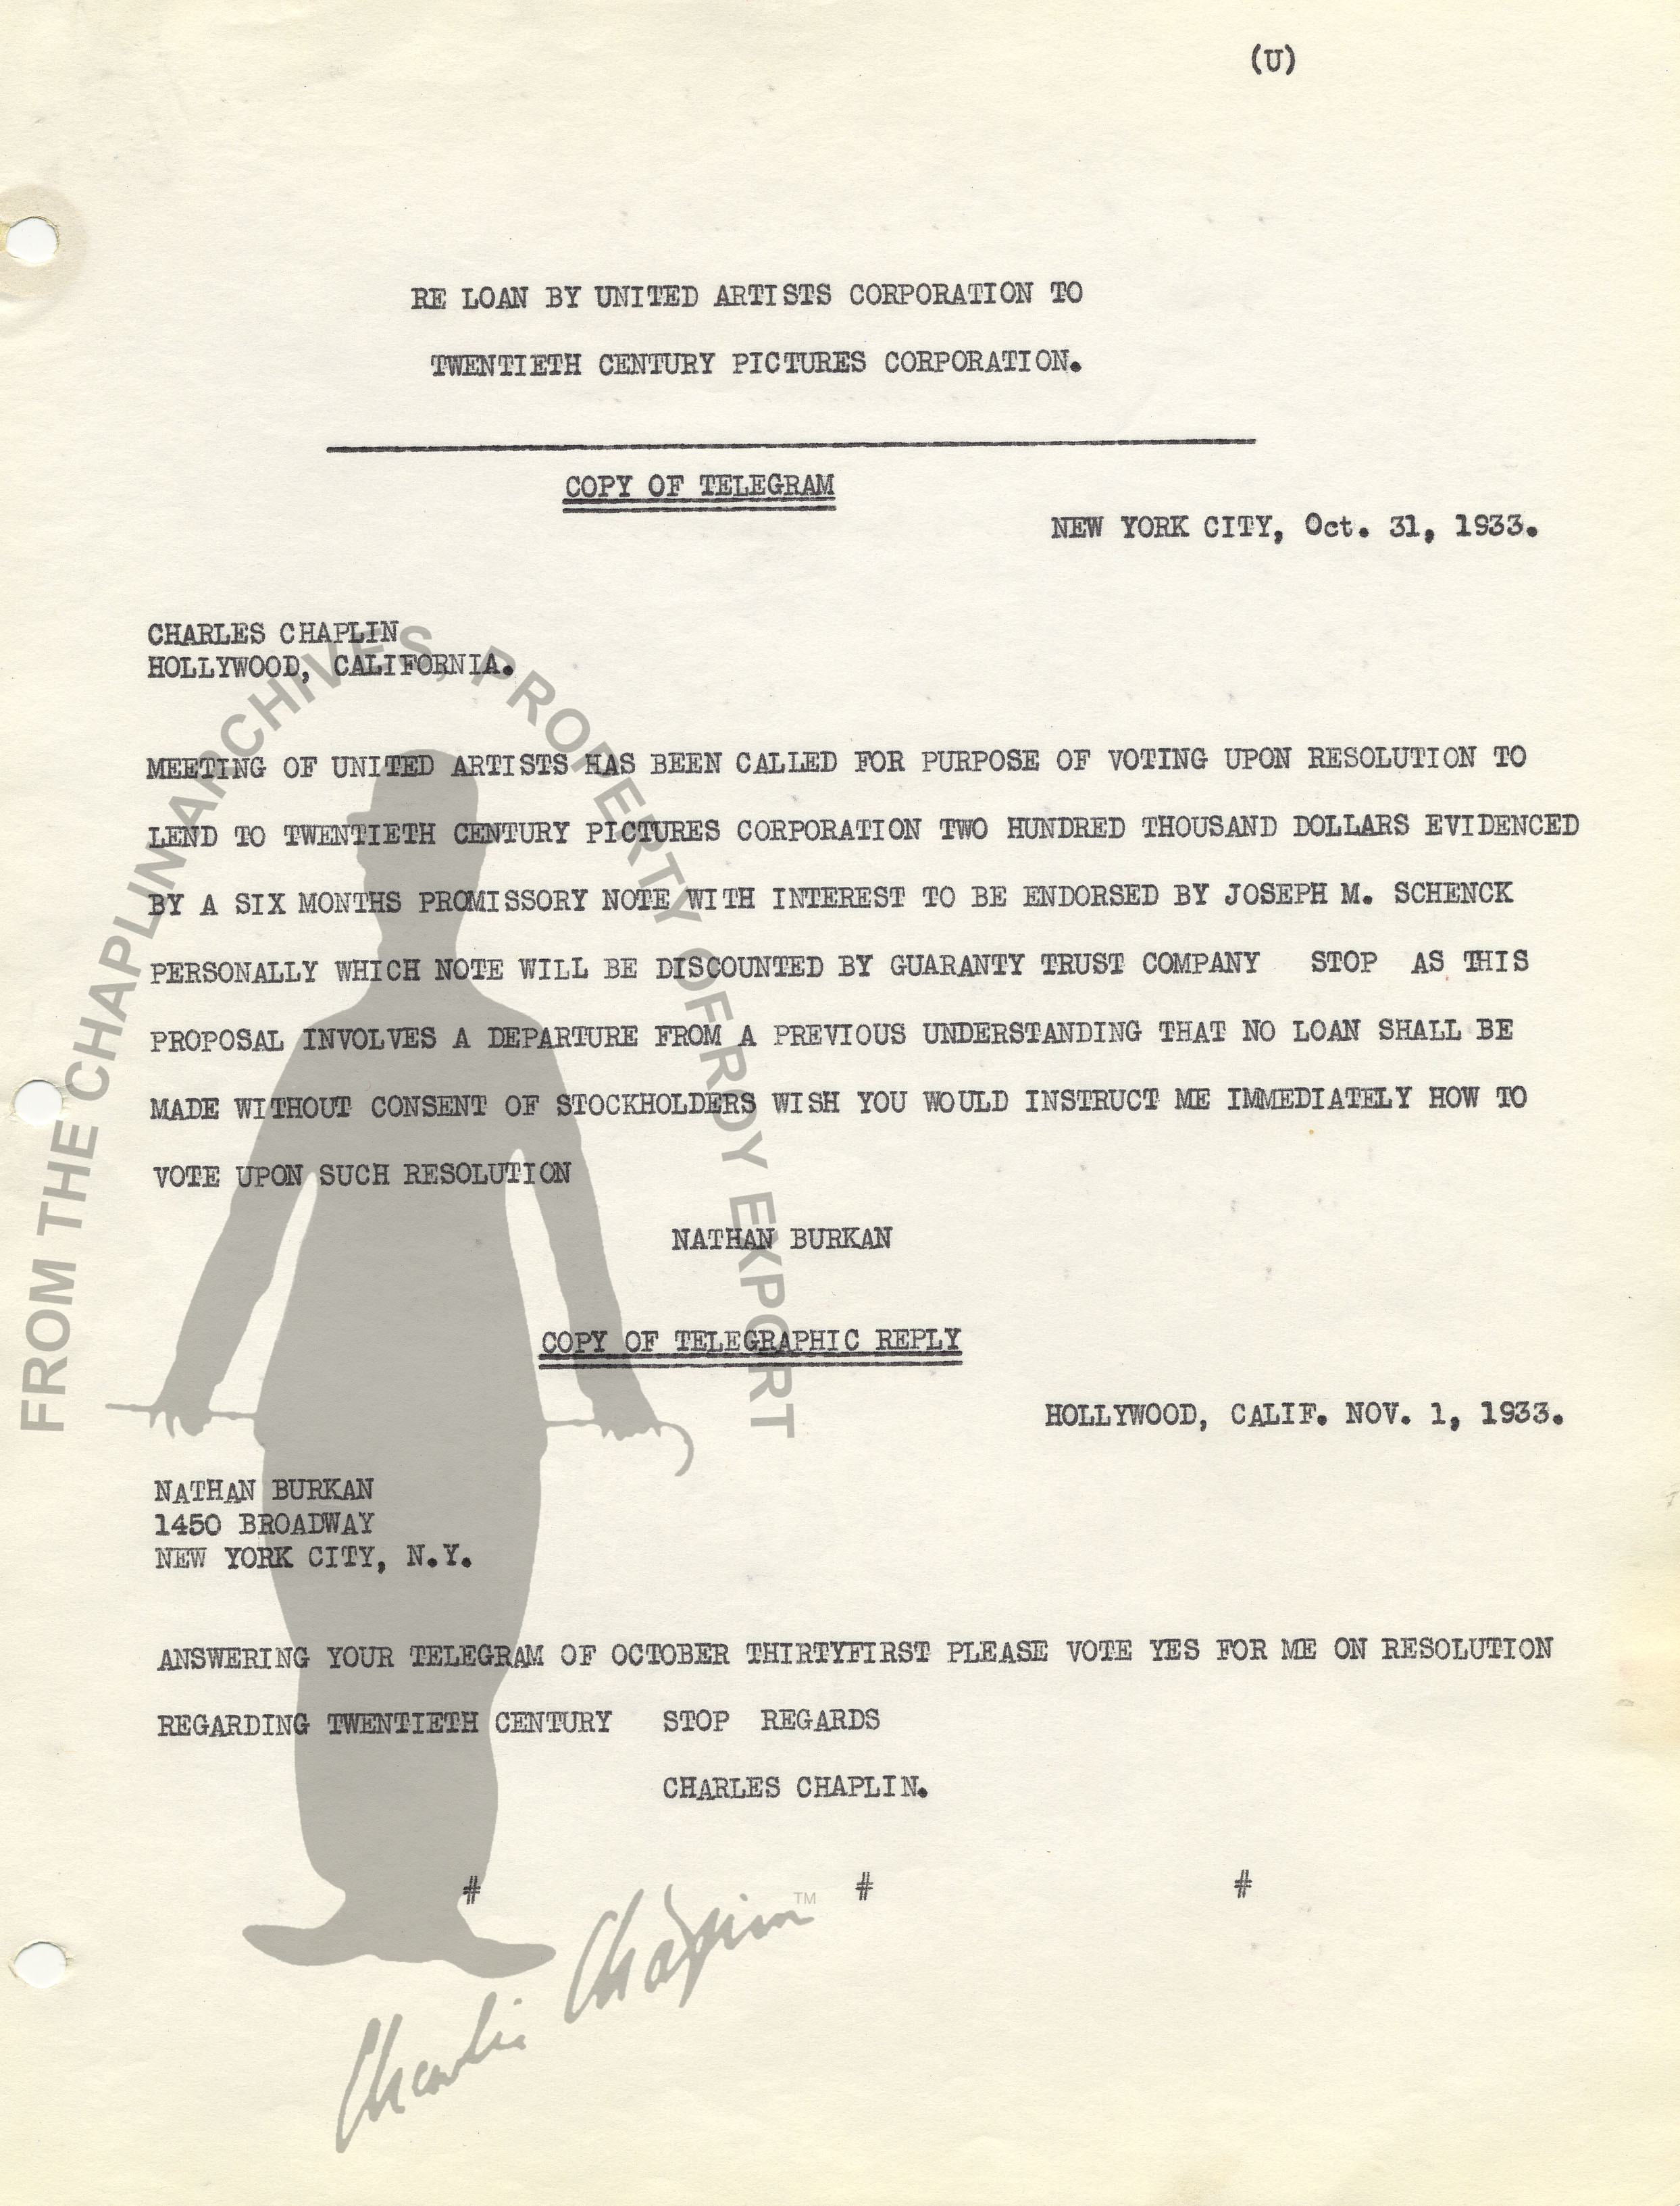 (U)
RE LOAN BY UNITED ARTISTS CORPORATION TO
TWENTIETH CENTURY PICTURES CORPORATION.
COPY OF TELEGRAM
NEW YORK CITY, Oct. 31, 1933.
CHARLES CHAPLIN
HOLLYWOOD, CALIFORNIA.
MEETING OF UNITED ARTISTS HAS BEEN CALLED FOR PURPOSE OF VOTING UPON RESOLUTION TO
LEND TO TWENTIETH CENTURY PICTURES CORPORATION TWO HUNDRED THOUSAND DOLLARS EVIDENCED
BY A SIX MONTHS PROMISSORY NOTE WITH INTEREST TO BE ENDORSED BY JOSEPH M. SCHENCK
PERSONALLY WHICH NOTE WILL BE DISCOUNTED BY GUARANTY TRUST COMPANY STOP AS THIS
PROPOSAL INVOLVES A DEPARTURE FROM A PREVIOUS UNDERSTANDING THAT NO LOAN SHALL BE
MADE WITHOUT CONSENT OF STOCKHOLDERS WISH YOU WOULD INSTRUCT ME IMMEDIATELY HOW TO
VOTE UPON SUCH RESOLUTION
NATHAN BURKAN
COPY OF TELEGRAPHIC REPLY
HOLLYWOOD, CALIF. NOV. 1, 1933.
NATHAN BURKAN
1450 BROADWAY
NEW YORK CITY, N.Y.
ANSWERING YOUR TELEGRAM OF OCTOBER THIRTYFIRST PLEASE VOTE YES FOR ME ON RESOLUTION
REGARDING TWENTIETH CENTURY STOP REGARDS
CHARLES CHAPLIN.
# # #
FROM THE CHAPLIN ARCHIVES, PROPERTY OF ROY EXPORT
Charlie Chaplin ™